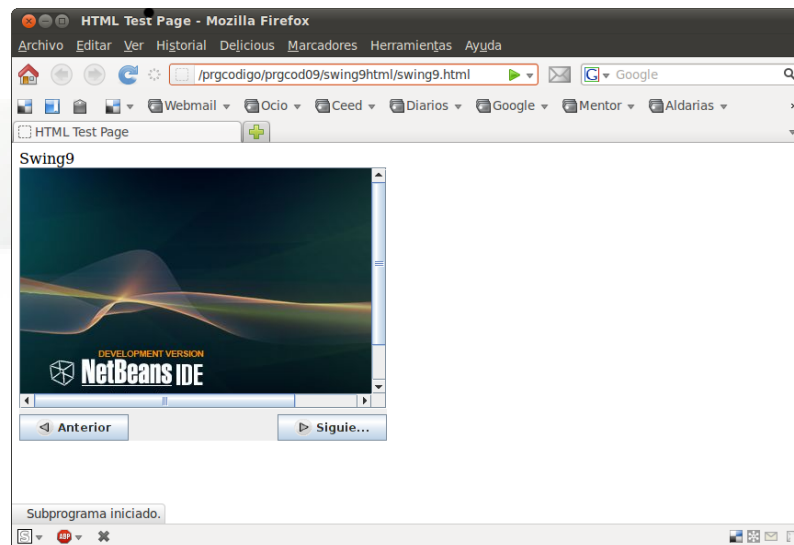 HTML Test Page - Mozilla Firefox
Archivo Editar Ver Historial Delicious Marcadores Herramientas Ayuda
/prgcodigo/prgcod09/swing9html/swing9.html G Google
Webmail Ocio Ceed Diarios Google Mentor Aldarias
HTML Test Page
Swing9
DEVELOPMENT VERSION
NetBeans IDE
Anterior Siguie...
Subprograma iniciado.
S ABP